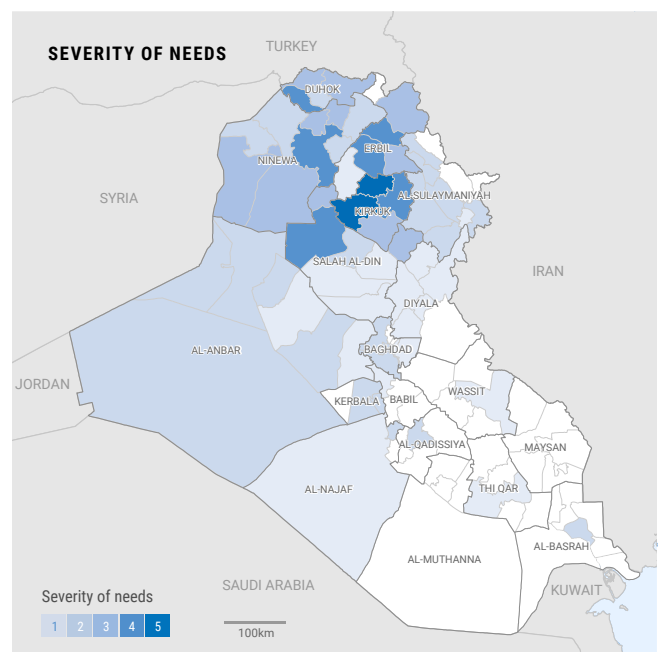 SEVERITY OF NEEDS
TURKEY
DUHOK
ERBIL
NINEWA
SYRIA
AL-SULAYMANIYAH
KIRKUK
SALAH AL-DIN
IRAN
DIYALA
AL-ANBAR
BAGHDAD
JORDAN
WASSIT
KERBALA
BABIL
AL-QADISSIYA
MAYSAN
AL-NAJAF
THI QAR
AL-BASRAH
AL-MUTHANNA
SAUDI ARABIA
KUWAIT
Severity of needs
1 2 3 4 5
100km